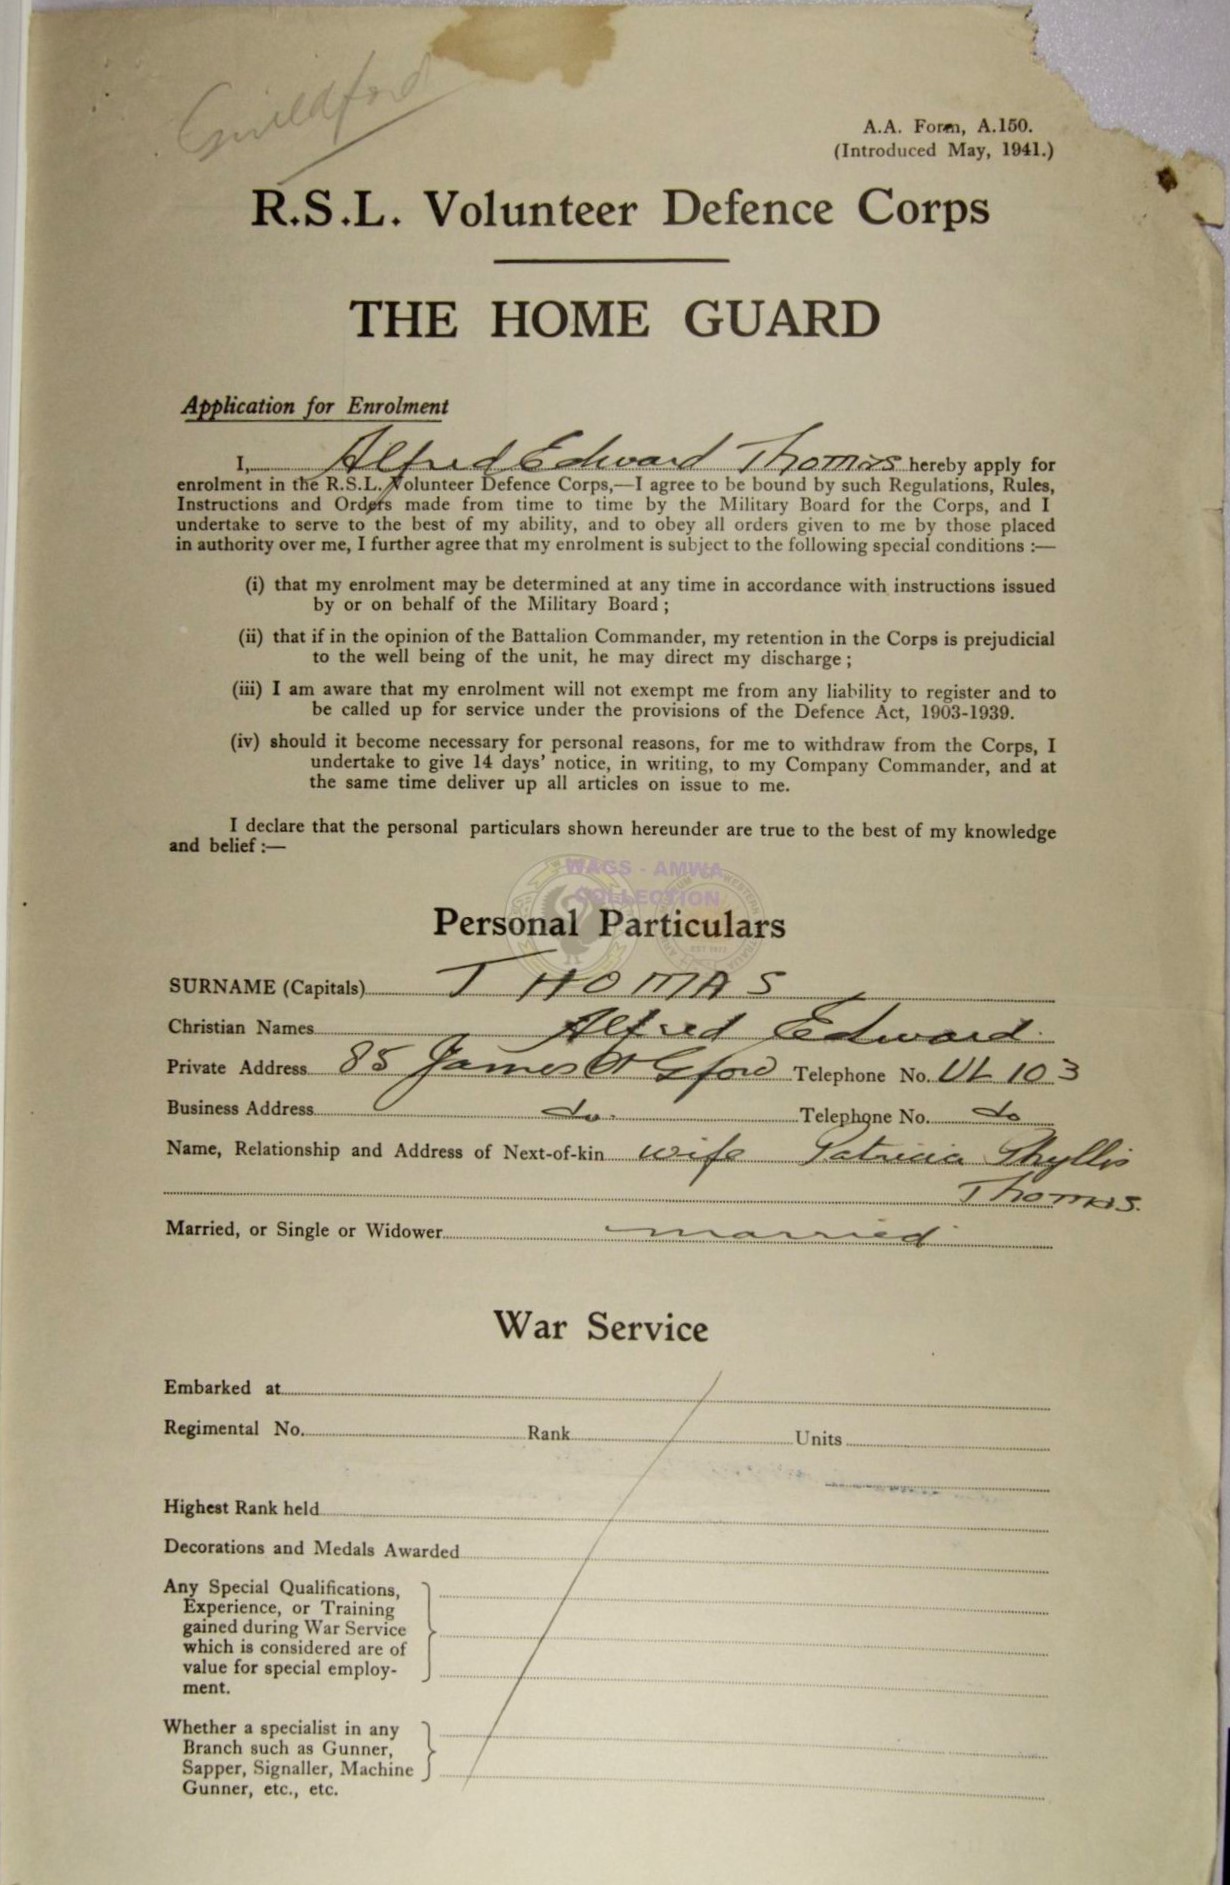 Guildford
A.A. Form, A.150.
(Introduced May, 1941.)
R.S.L. Volunteer Defence Corps
THE HOME GUARD
Application for Enrolment
I, Alfred Edward Thomas hereby apply for
enrolment in the R.S.L. Volunteer Defence Corps,—I agree to be bound by such Regulations, Rules,
Instructions and Orders made from time to time by the Military Board for the Corps, and I
undertake to serve to the best of my ability, and to obey all orders given to me by those placed
in authority over me, I further agree that my enrolment is subject to the following special conditions :—
(i) that my enrolment may be determined at any time in accordance with instructions issued
by or on behalf of the Military Board ;
(ii) that if in the opinion of the Battalion Commander, my retention in the Corps is prejudicial
to the well being of the unit, he may direct my discharge ;
(iii) I am aware that my enrolment will not exempt me from any liability to register and to
be called up for service under the provisions of the Defence Act, 1903-1939.
(iv) should it become necessary for personal reasons, for me to withdraw from the Corps, I
undertake to give 14 days' notice, in writing, to my Company Commander, and at
the same time deliver up all articles on issue to me.
I declare that the personal particulars shown hereunder are true to the best of my knowledge
and belief :—
WAGS - AMWA
COLLECTION
Personal Particulars
SURNAME (Capitals) THOMAS
Christian Names Alfred Edward
Private Address 85 James St Gford Telephone No. UL 103
Business Address do. Telephone No. do
Name, Relationship and Address of Next-of-kin wife Patricia Phyllis
Thomas.
Married, or Single or Widower married
War Service
Embarked at
Regimental No. Rank Units
Highest Rank held
Decorations and Medals Awarded
Any Special Qualifications,
Experience, or Training
gained during War Service
which is considered are of
value for special employ-
ment.
Whether a specialist in any
Branch such as Gunner,
Sapper, Signaller, Machine
Gunner, etc., etc.